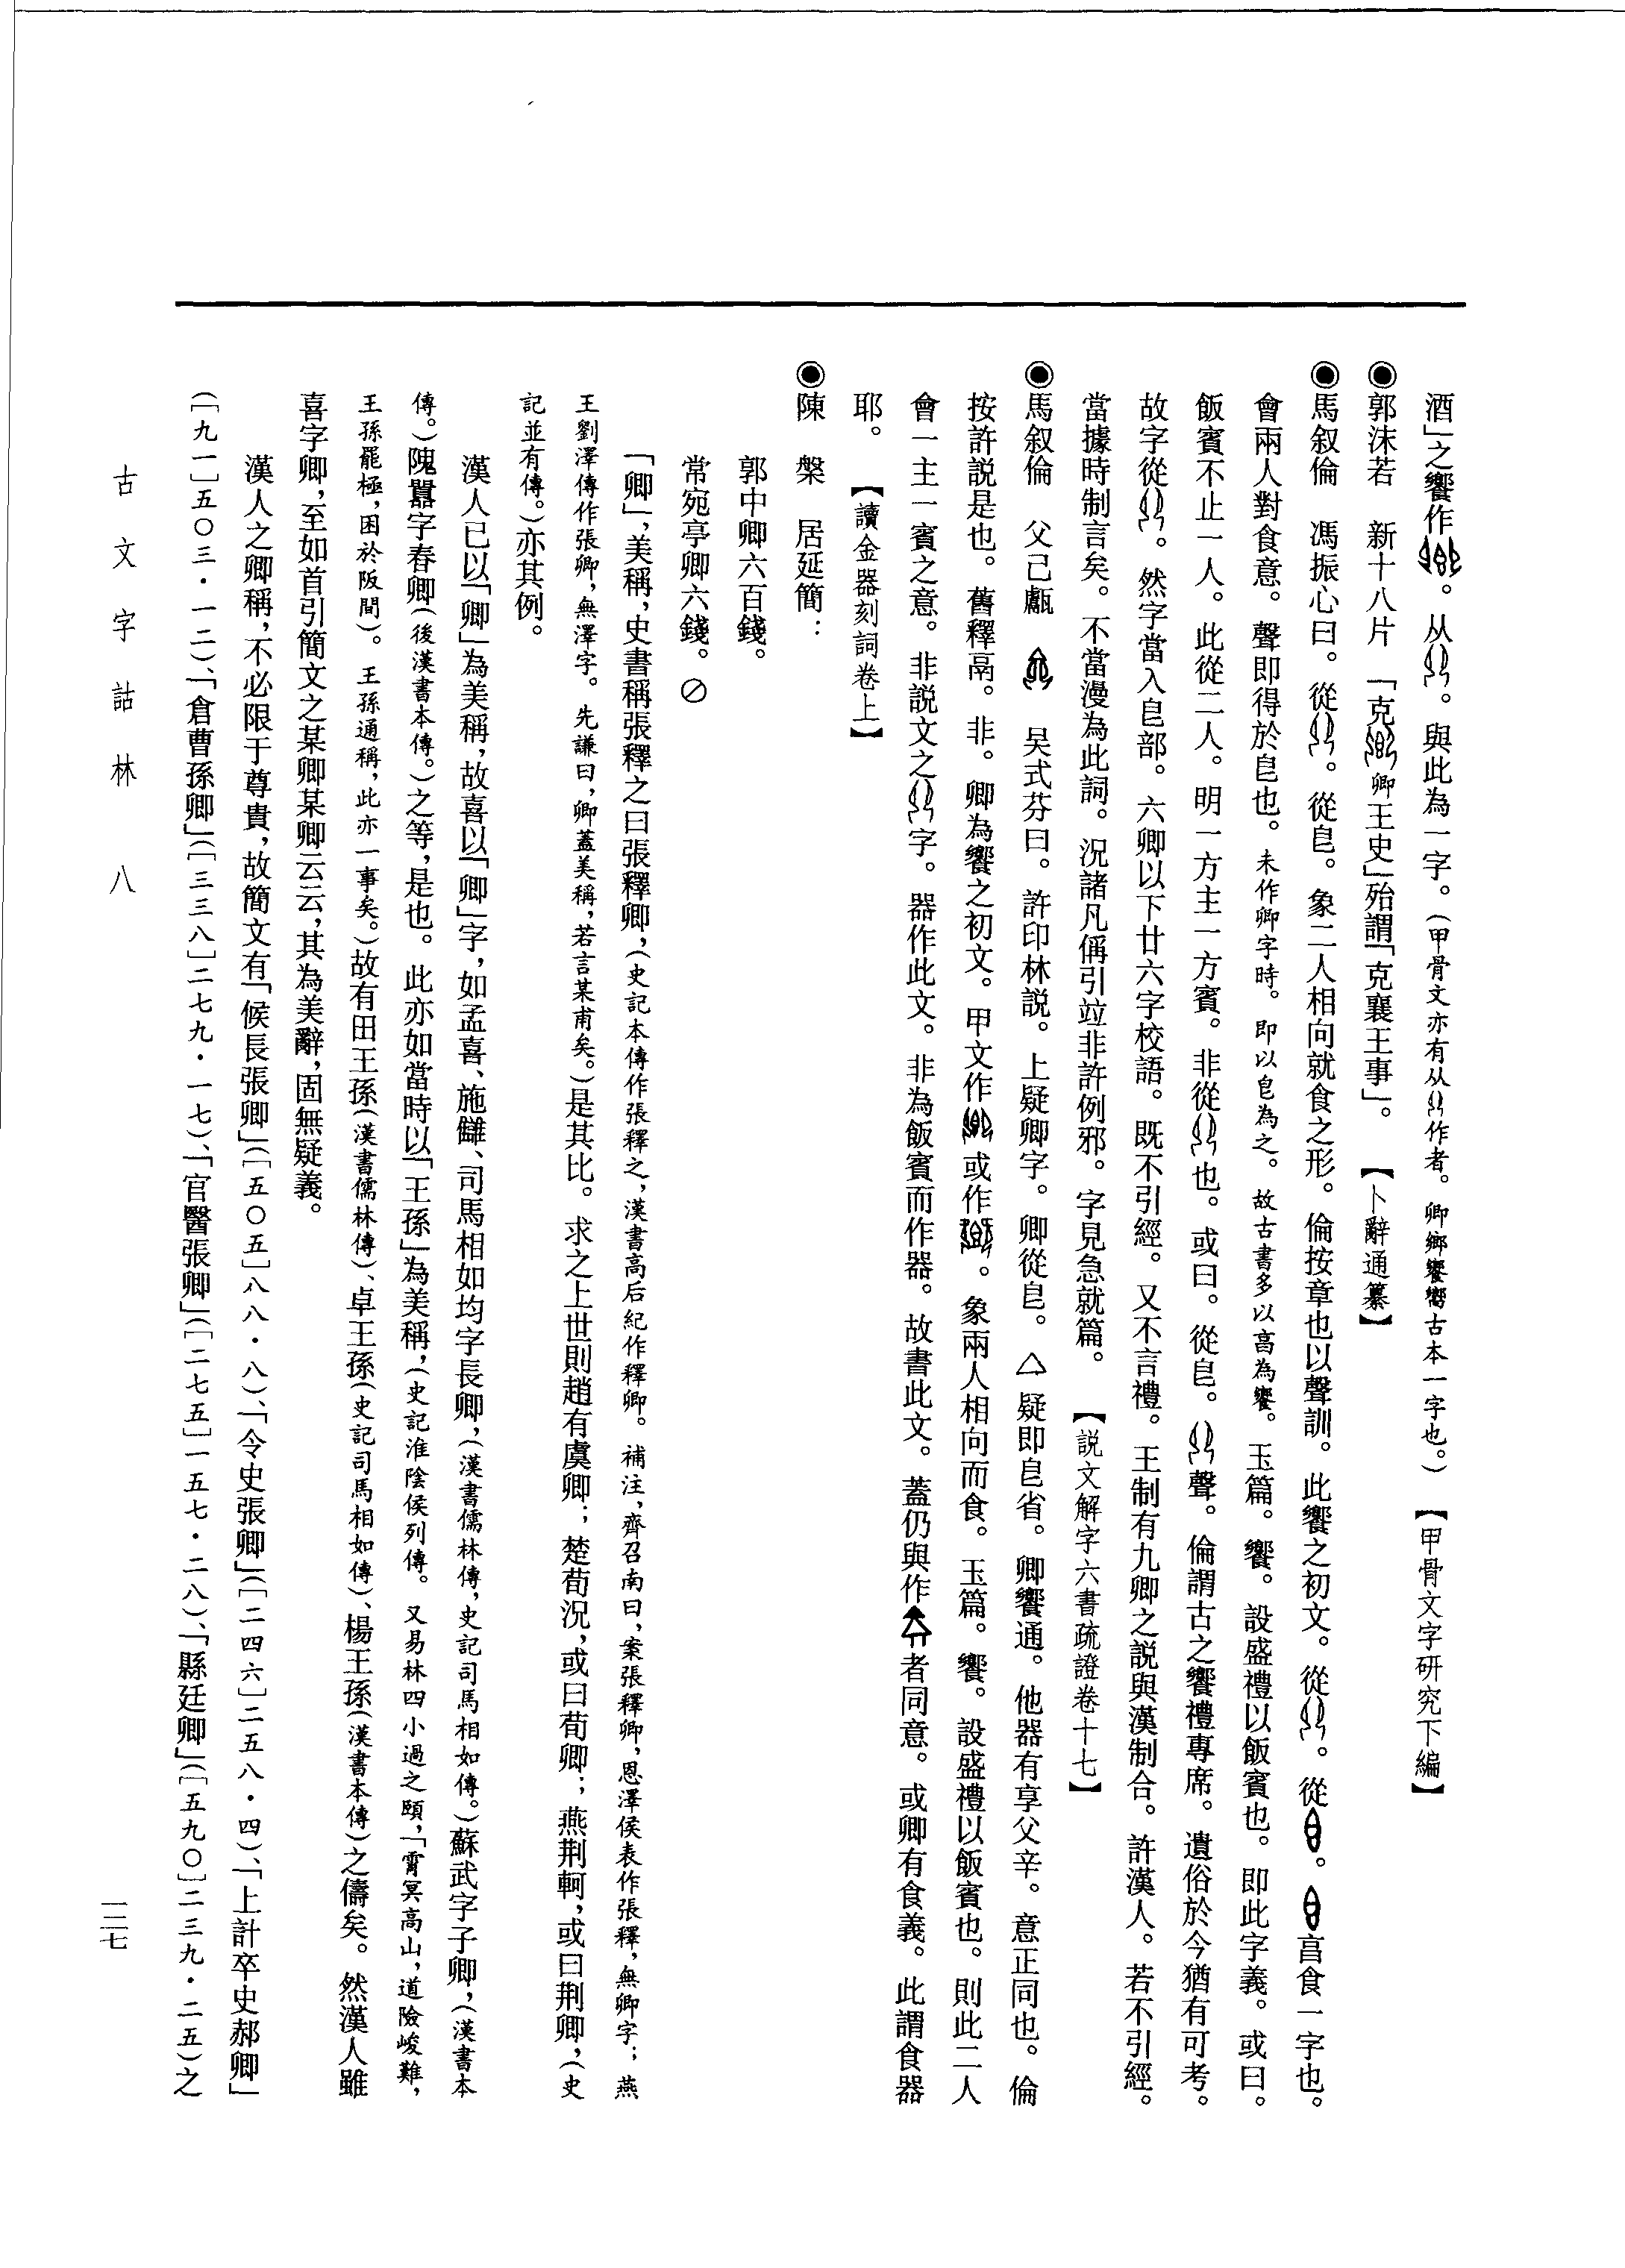 酒」之饗作。从。與此為一字。(甲骨文亦有从作者。卿鄉饗嚮古本一字也。)　【甲骨文字研究下編】
◉郭沫若　新十八片　「克卿王史」殆謂「克襄王事」。　【卜辭通纂】
◉馬叙倫　馮振心曰。從。從皀。象二人相向就食之形。倫按章也以聲訓。此饗之初文。從。從。亯食一字也。
會兩人對食意。聲即得於皀也。未作卿字時。即以皀為之。故古書多以高為饗。玉篇。饗。設盛禮以飯賓也。即此字義。或曰。
飯賓不止一人。此從二人。明一方主一方賓。非從也。或曰。從皀。聲。倫謂古之饗禮專席。遺俗於今猶有可考。
故字從。然字當入皀部。六卿以下廿六字校語。既不引經。又不言禮。王制有九卿之説與漢制合。許漢人。若不引經。
當據時制言矣。不當漫為此詞。況諸凡偁引竝非許例邪。字見急就篇。　【説文解字六書疏證卷十七】
◉馬叙倫　父己甗　吴式芬曰。許印林説。上疑卿字。卿從皀。疑即皀省。卿饗通。他器有享父辛。意正同也。倫
按許説是也。舊釋鬲。非。卿為饗之初文。甲文作或作。象兩人相向而食。玉篇。饗。設盛禮以飯賓也。則此二人
會一主一賓之意。非説文之字。器作此文。非為飯賓而作器。故書此文。蓋仍與作者同意。或卿有食義。此謂食器
耶。　【讀金器刻詞卷上】
◉陳　槃　居延簡：
郭中卿六百錢。
常宛亭卿六錢。⊘
「卿」，美稱，史書稱張釋之曰張釋卿，(史記本傳作張釋之，漢書高后紀作釋卿。補注，齊召南曰，案張釋卿，恩澤侯表作張釋，無卿字；燕
王劉澤傳作張卿，無澤字。先謙曰，卿蓋美稱，若言某甫矣。)是其比。求之上世則趙有虞卿；楚荀況，或曰荀卿；燕荆軻，或曰荆卿，(史
記並有傳。)亦其例。
漢人已以「卿」為美稱，故喜以「卿」字，如孟喜、施讎、司馬相如均字長卿，(漢書儒林傳，史記司馬相如傳。)蘇武字子卿，(漢書本
傳。)隗囂字春卿(後漢書本傳。)之等，是也。此亦如當時以「王孫」為美稱，(史記淮陰侯列傳。又易林四小過之頤，「霄冥高山，道險峻難，
王孫罷極，困於阪間)。王孫通稱，此亦一事矣。)故有田王孫(漢書儒林傳)、卓王孫(史記司馬相如傳)、楊王孫(漢書本傳)之儔矣。然漢人雖
喜字卿，至如首引簡文之某卿某卿云云，其為美辭，固無疑義。
漢人之卿稱，不必限于尊貴，故簡文有「候長張卿」(［五〇五］八八・八)、「令史張卿」(［二四六］二五八・四)、「上計卒史郝卿」
(［九一］五〇三・一二)、「倉曹孫卿」(［三三八］二七九・一七)、「官醫張卿」(［二七五］一五七・二八)、「縣廷卿」(［五九〇］二三九・二五)之
古文字詁林　八
一三七